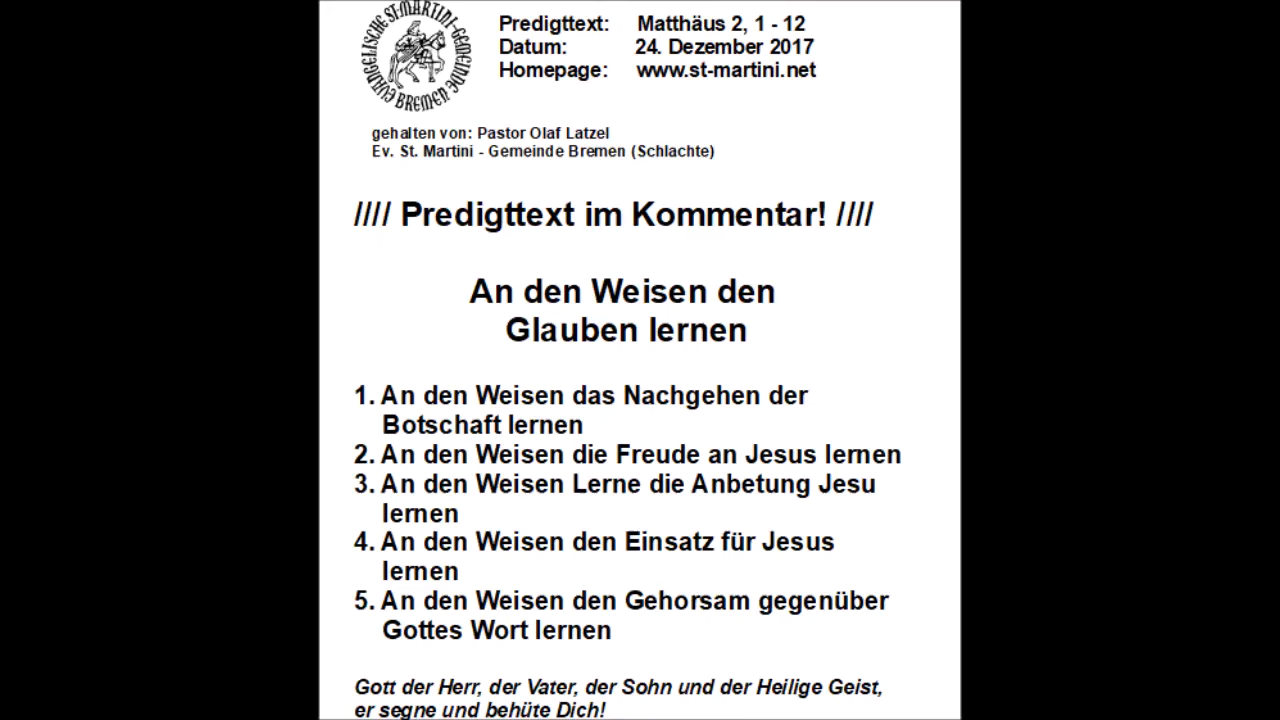 EVANGELISCHE ST-MARTINI-GEMEINDE BREMEN
Predigttext: Matthäus 2, 1 - 12
Datum: 24. Dezember 2017
Homepage: www.st-martini.net
gehalten von: Pastor Olaf Latzel
Ev. St. Martini - Gemeinde Bremen (Schlachte)
//// Predigttext im Kommentar! ////
An den Weisen den
Glauben lernen
1. An den Weisen das Nachgehen der
Botschaft lernen
2. An den Weisen die Freude an Jesus lernen
3. An den Weisen Lerne die Anbetung Jesu
lernen
4. An den Weisen den Einsatz für Jesus
lernen
5. An den Weisen den Gehorsam gegenüber
Gottes Wort lernen
Gott der Herr, der Vater, der Sohn und der Heilige Geist,
er segne und behüte Dich!